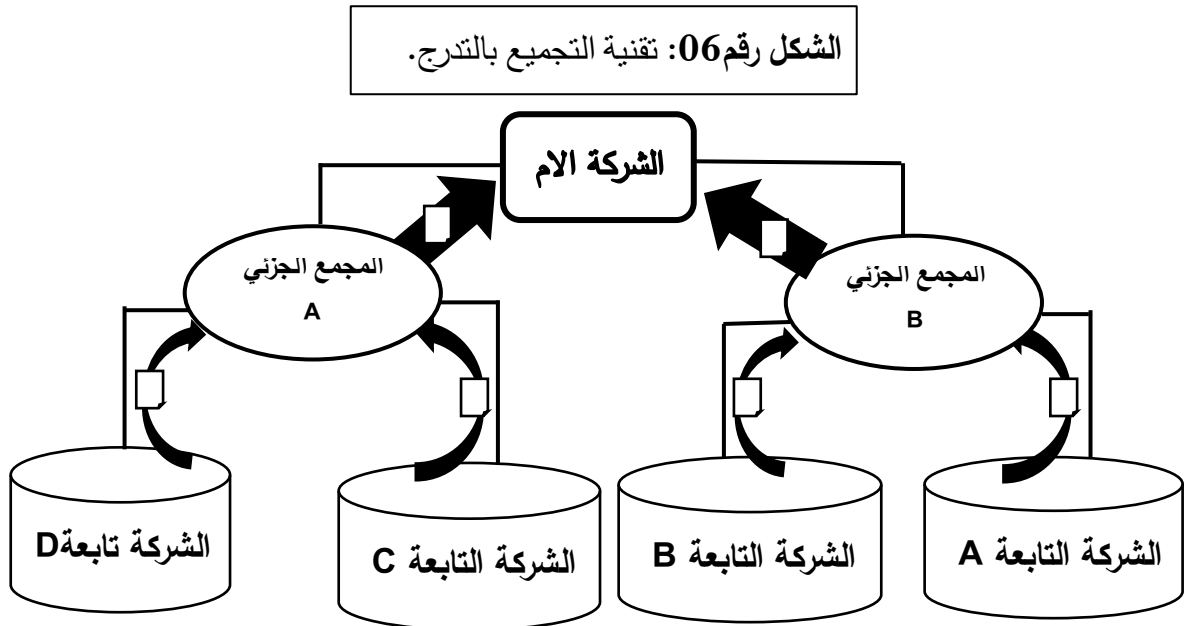 الشكل رقم06: تقنية التجميع بالتدرج.
الشركة الام
المجمع الجزئي
B
المجمع الجزئي
A
الشركة التابعة A
الشركة التابعة B
الشركة التابعة C
الشركة تابعةD